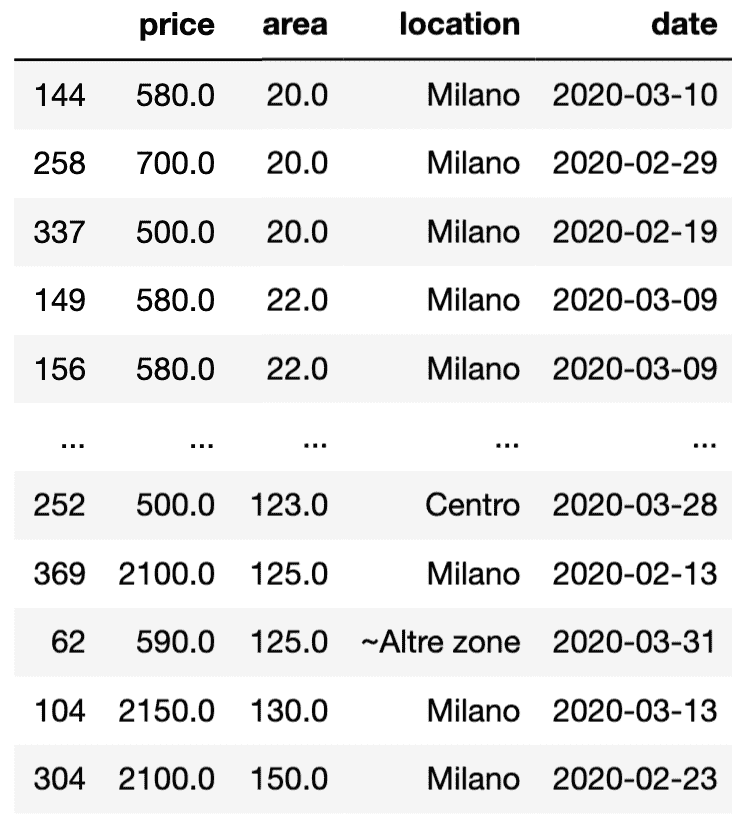 price area location date
144 580.0 20.0 Milano 2020-03-10
258 700.0 20.0 Milano 2020-02-29
337 500.0 20.0 Milano 2020-02-19
149 580.0 22.0 Milano 2020-03-09
156 580.0 22.0 Milano 2020-03-09
... ... ... ... ...
252 500.0 123.0 Centro 2020-03-28
369 2100.0 125.0 Milano 2020-02-13
62 590.0 125.0 ~Altre zone 2020-03-31
104 2150.0 130.0 Milano 2020-03-13
304 2100.0 150.0 Milano 2020-02-23